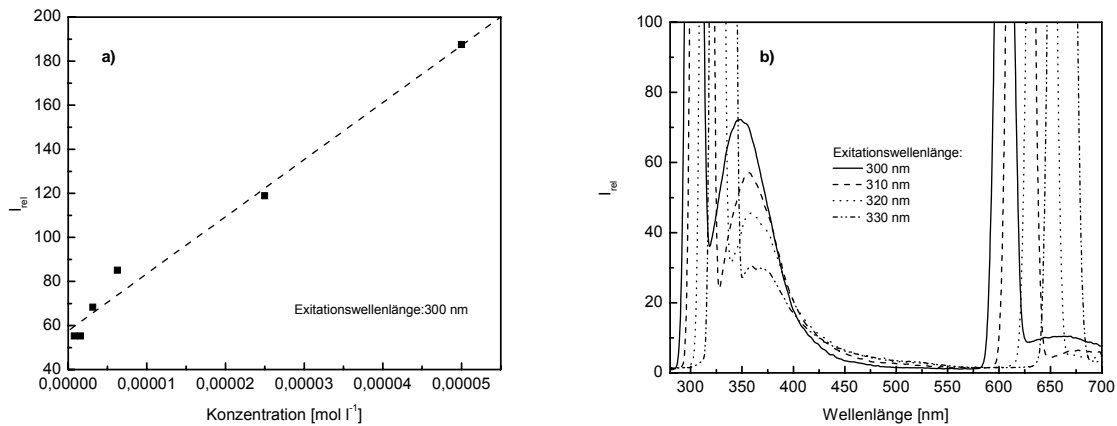 a)
200
180
160
140
120
100
80
60
40
I rel
0,00000 0,00001 0,00002 0,00003 0,00004 0,00005
Konzentration [mol l⁻¹]
Exitationswellenlänge:300 nm
b)
100
80
60
40
20
0
I rel
Exitationswellenlänge:
300 nm
310 nm
320 nm
330 nm
300 350 400 450 500 550 600 650 700
Wellenlänge [nm]